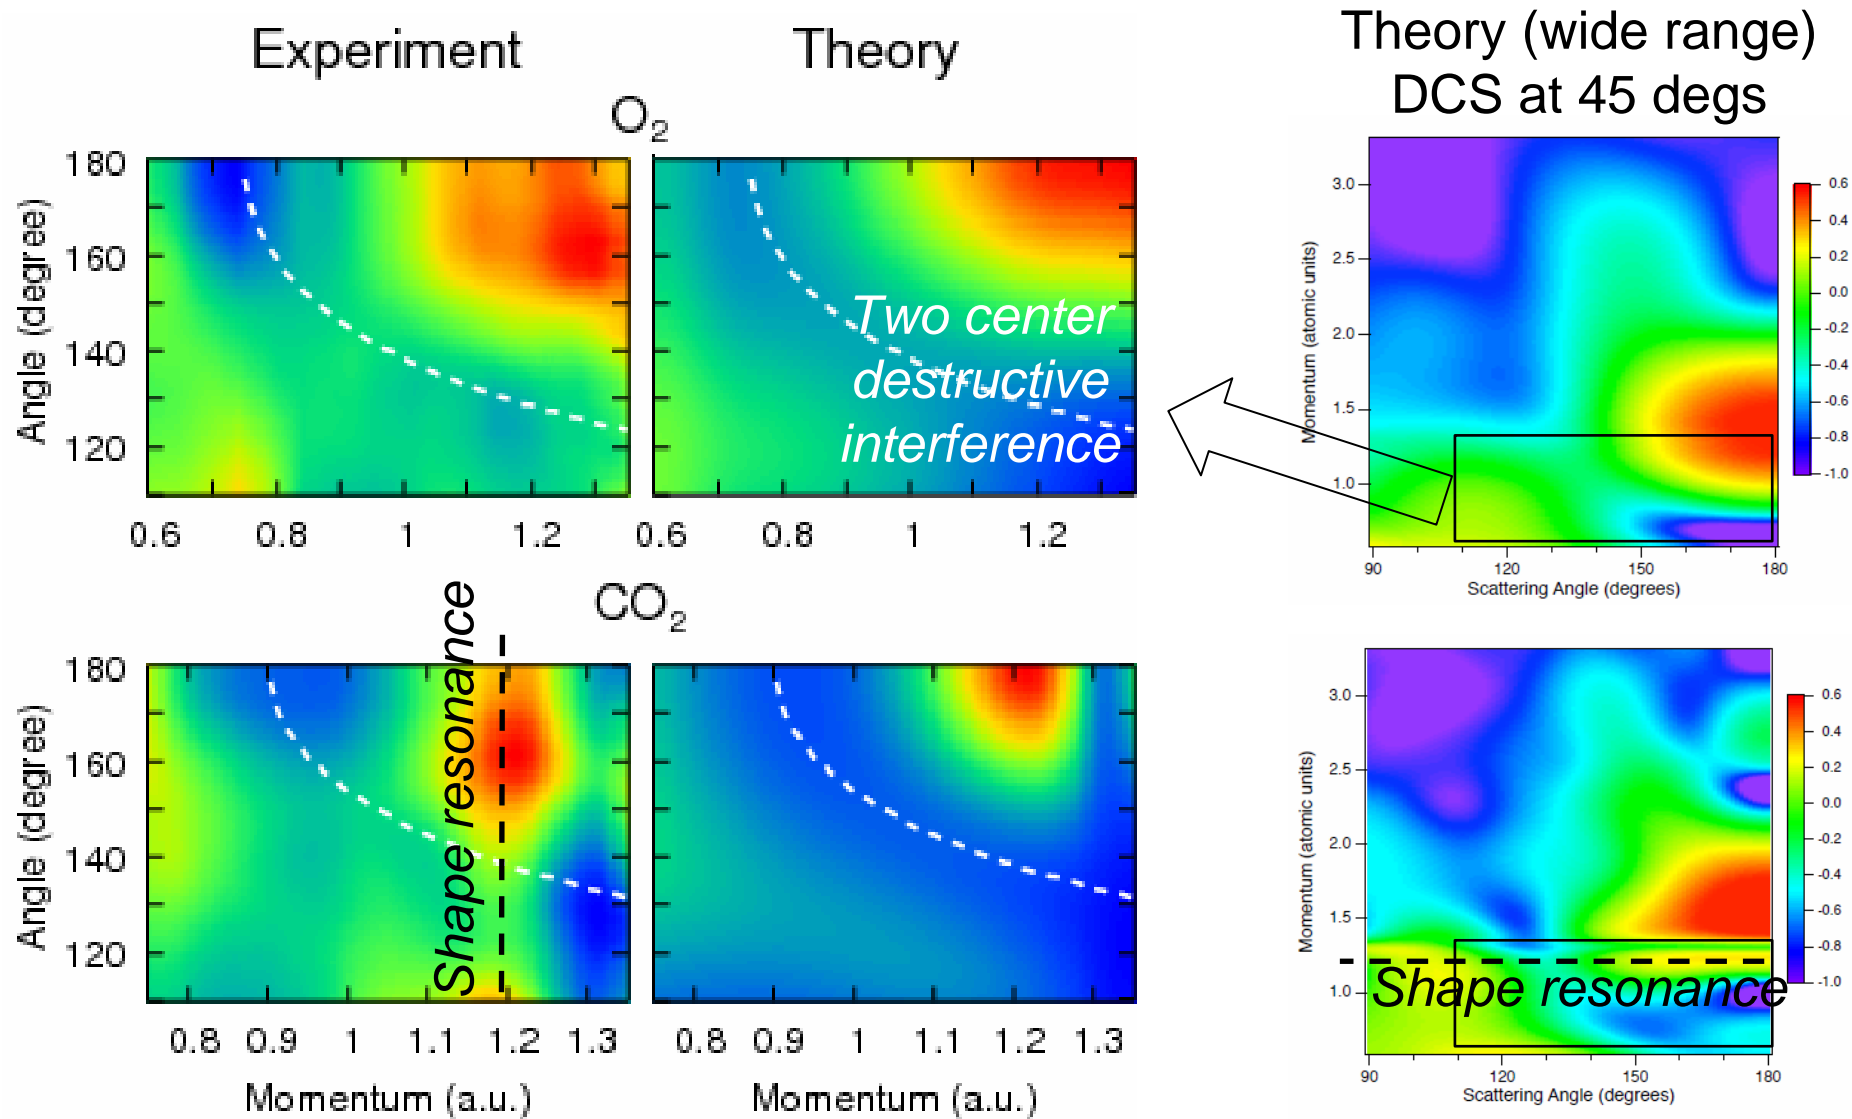 Experiment
Theory
Theory (wide range)
DCS at 45 degs
O₂
180
160
140
120
Angle (degree)
0.6 0.8 1 1.2
0.6 0.8 1 1.2
Two center
destructive
interference
3.0
2.5
2.0
1.5
1.0
Momentum (atomic units)
90 120 150 180
Scattering Angle (degrees)
0.6
0.4
0.2
0.0
-0.2
-0.4
-0.6
-0.8
-1.0
CO₂
180
160
140
120
Angle (degree)
Shape resonance
0.8 0.9 1 1.1 1.2 1.3
Momentum (a.u.)
0.8 0.9 1 1.1 1.2 1.3
Momentum (a.u.)
3.0
2.5
2.0
1.5
1.0
Momentum (atomic units)
Shape resonance
90 120 150 180
Scattering Angle (degrees)
0.6
0.4
0.2
0.0
-0.2
-0.4
-0.6
-0.8
-1.0